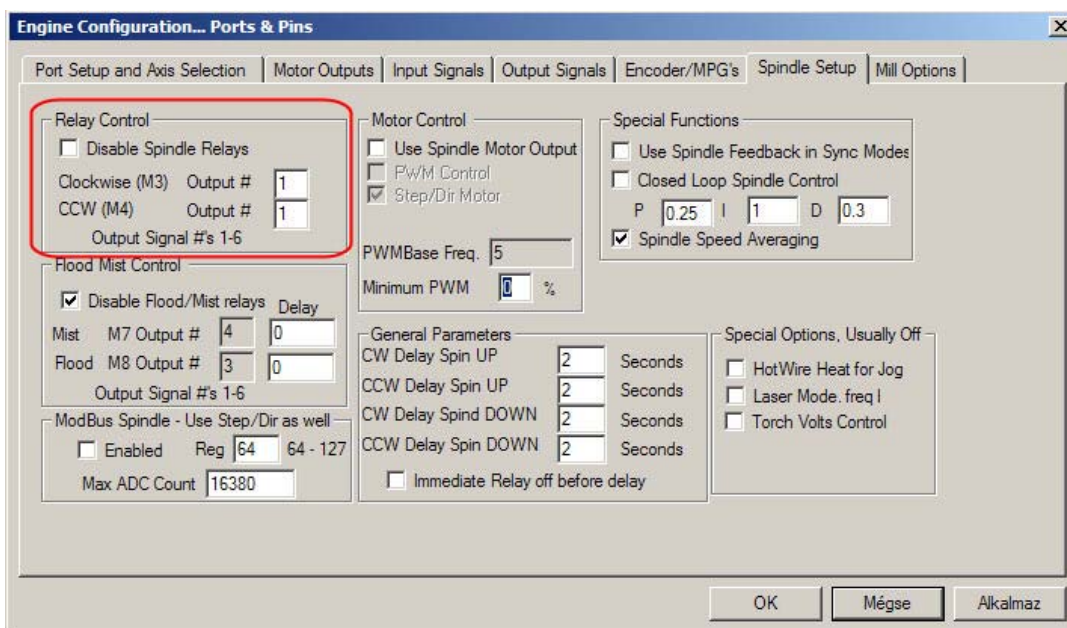 Engine Configuration... Ports & Pins
Port Setup and Axis Selection Motor Outputs Input Signals Output Signals Encoder/MPG's Spindle Setup Mill Options
Relay Control
Disable Spindle Relays
Clockwise (M3) Output # 1
CCW (M4) Output # 1
Output Signal #'s 1-6
Flood Mist Control
Disable Flood/Mist relays Delay
Mist M7 Output # 4 0
Flood M8 Output # 3 0
Output Signal #'s 1-6
ModBus Spindle - Use Step/Dir as well
Enabled Reg 64 64 - 127
Max ADC Count 16380
Motor Control
Use Spindle Motor Output
PWM Control
Step/Dir Motor
PWMBase Freq. 5
Minimum PWM 0 %
General Parameters
CW Delay Spin UP 2 Seconds
CCW Delay Spin UP 2 Seconds
CW Delay Spind DOWN 2 Seconds
CCW Delay Spin DOWN 2 Seconds
Immediate Relay off before delay
Special Functions
Use Spindle Feedback in Sync Modes
Closed Loop Spindle Control
P 0.25 I 1 D 0.3
Spindle Speed Averaging
Special Options, Usually Off
HotWire Heat for Jog
Laser Mode. freq I
Torch Volts Control
OK Mégse Alkalmaz